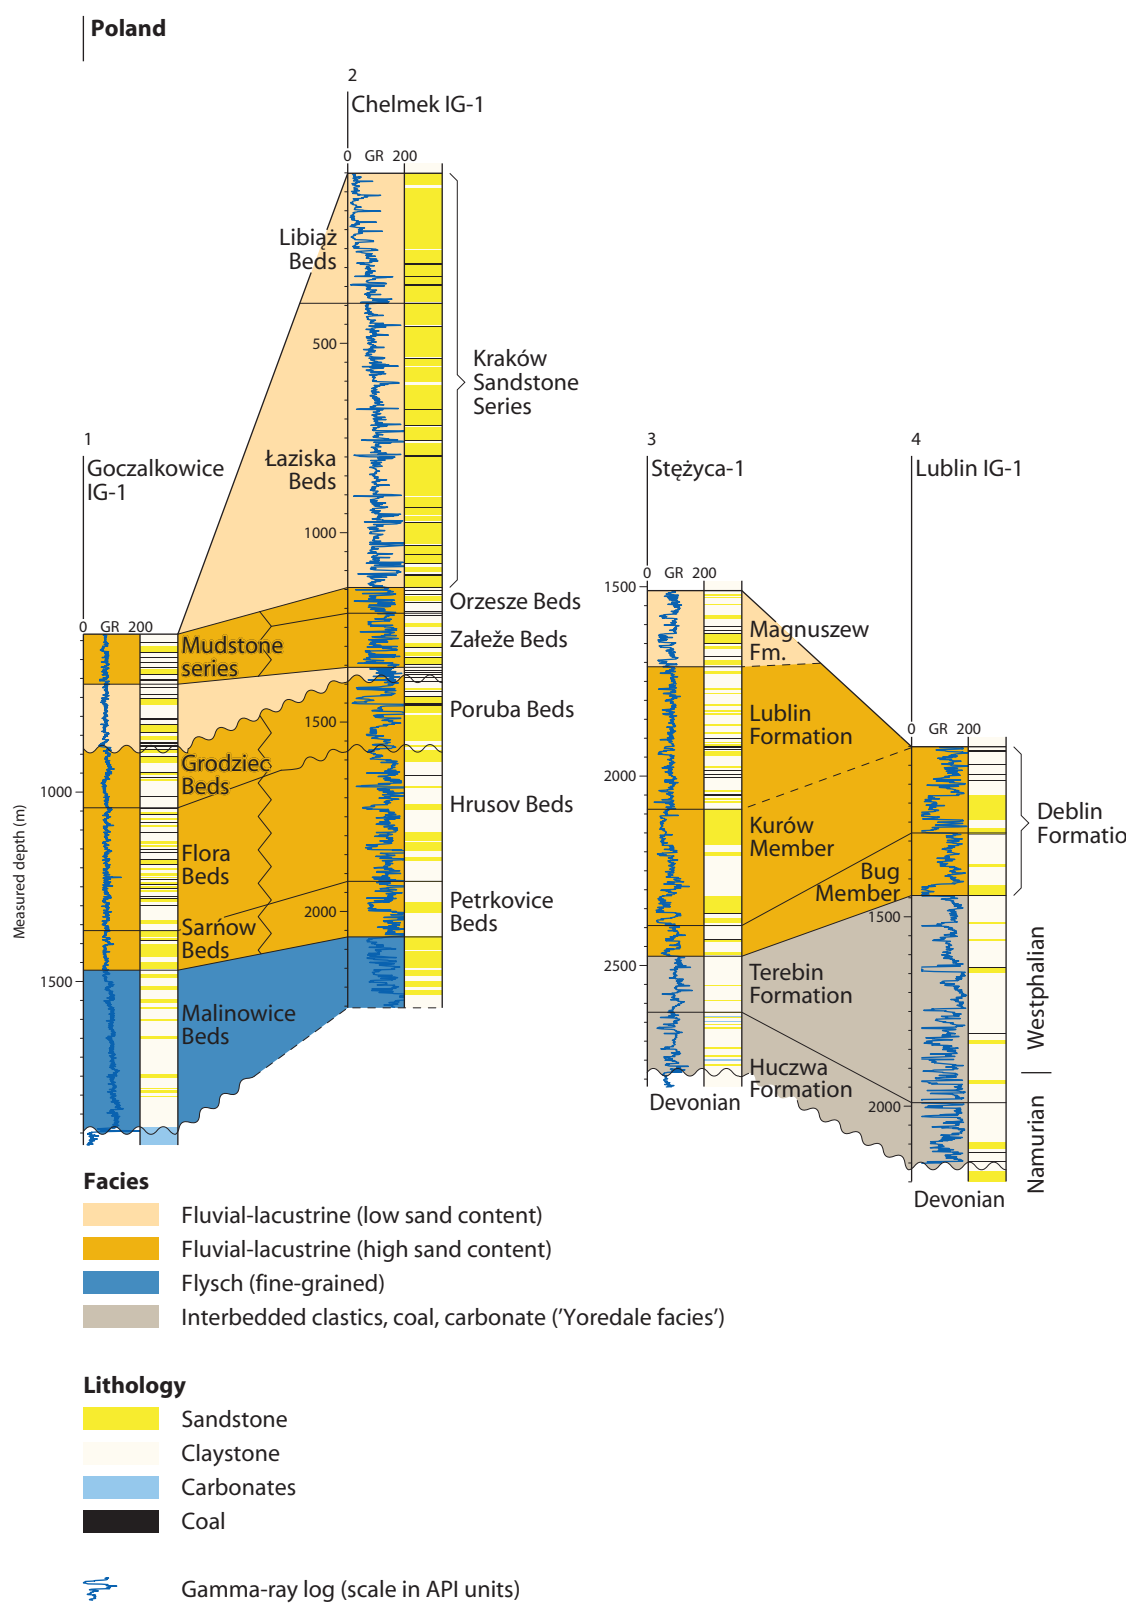 Poland
2
Chelmek IG-1
0 GR 200
Libiąż
Beds
500
Kraków
Sandstone
Series
Łaziska
Beds
1000
1
Goczalkowice
IG-1
3
Stężyca-1
4
Lublin IG-1
0 GR 200
1500
Orzesze Beds
Załeże Beds
0 GR 200
Mudstone
series
Magnuszew
Fm.
Poruba Beds
1500
Lublin
Formation
0 GR 200
Grodziec
Beds
2000
1000
Hrusov Beds
Deblin
Formatio
Kurów
Member
Flora
Beds
Bug
Member
Measured depth (m)
2000
Petrkovice
Beds
1500
Sarńow
Beds
2500
Terebin
Formation
Westphalian
1500
Malinowice
Beds
Huczwa
Formation
Devonian
2000
Namurian
Devonian
Facies
Fluvial-lacustrine (low sand content)
Fluvial-lacustrine (high sand content)
Flysch (fine-grained)
Interbedded clastics, coal, carbonate (’Yoredale facies’)
Lithology
Sandstone
Claystone
Carbonates
Coal
Gamma-ray log (scale in API units)